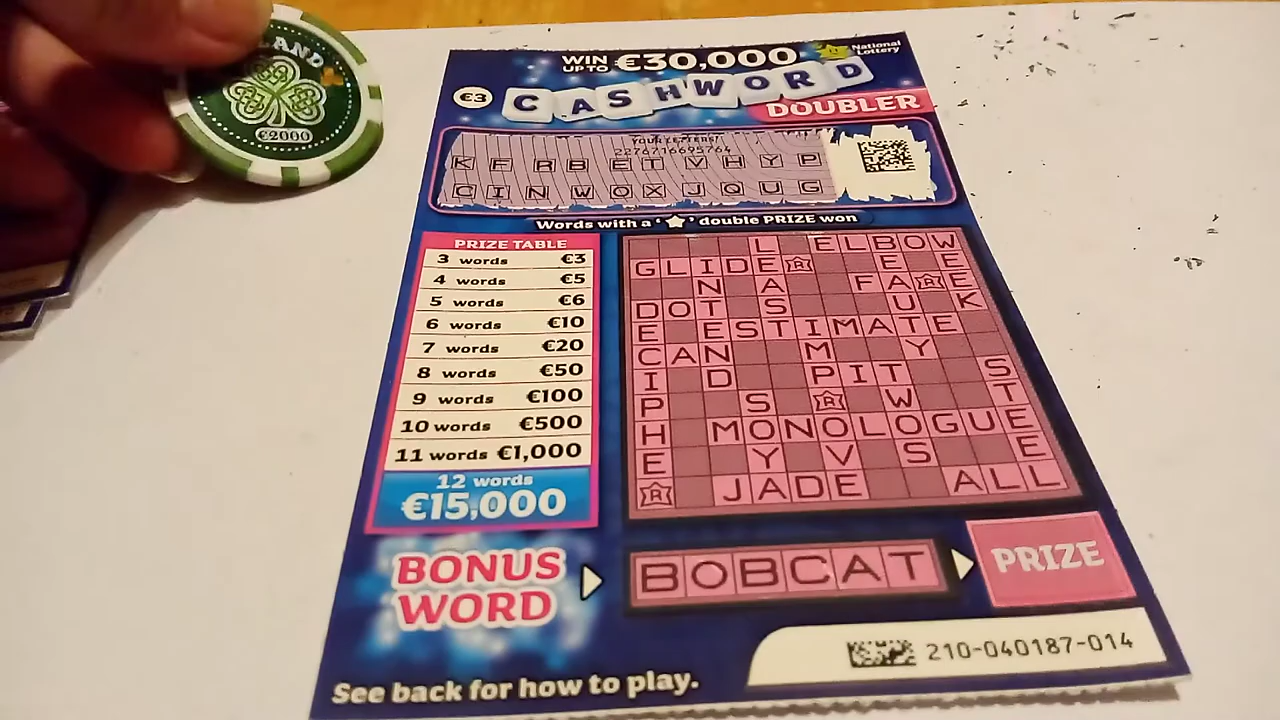 LAND
€2000
WIN UP TO €30,000
National Lottery
€3
CASHWORD
DOUBLER
YOUR LETTERS!
K F R B E T V H Y P
C I N W O X J Q U G
Words with a '★' double PRIZE won
PRIZE TABLE
3 words €3
4 words €5
5 words €6
6 words €10
7 words €20
8 words €50
9 words €100
10 words €500
11 words €1,000
12 words
€15,000
L ELBOW
GLIDER E E
N A FARE
DOT S U K
E ESTIMATE
CAN M Y
I D PIT S
P S R W T
H MONOLOGUE
E Y V S E
R JADE ALL
BONUS WORD
BOBCAT
PRIZE
210-040187-014
See back for how to play.